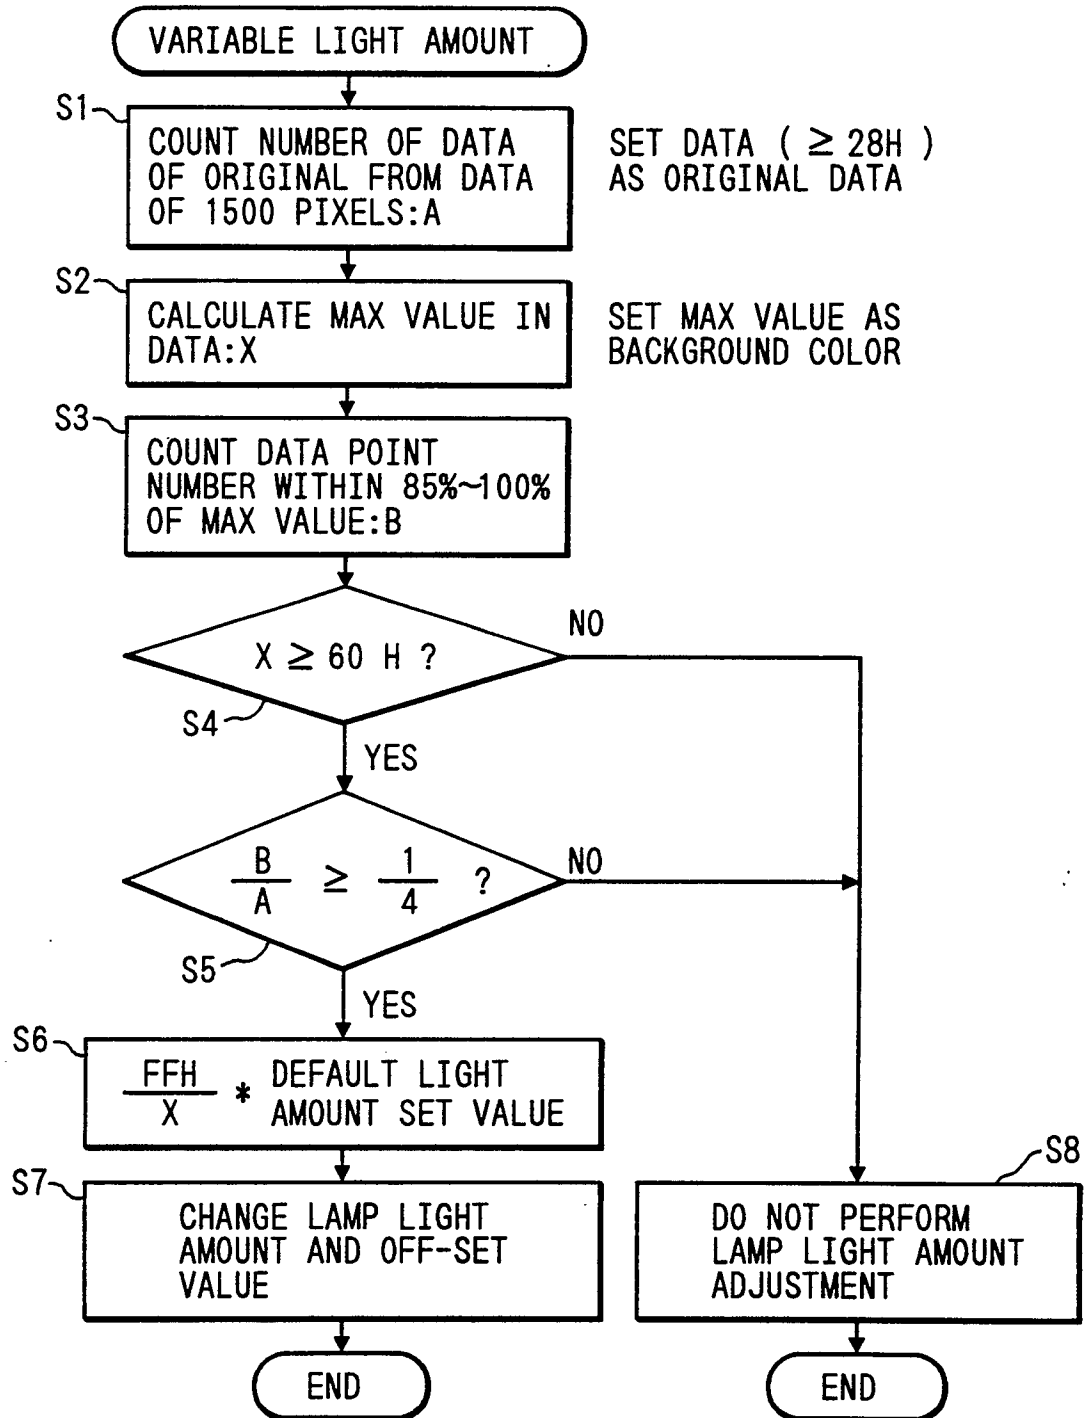 VARIABLE LIGHT AMOUNT
S1
COUNT NUMBER OF DATA
OF ORIGINAL FROM DATA
OF 1500 PIXELS:A
SET DATA ( ≥ 28H )
AS ORIGINAL DATA
S2
CALCULATE MAX VALUE IN
DATA:X
SET MAX VALUE AS
BACKGROUND COLOR
S3
COUNT DATA POINT
NUMBER WITHIN 85%~100%
OF MAX VALUE:B
X ≥ 60 H ?
NO
S4
YES
B/A ≥ 1/4 ?
NO
S5
YES
S6
FFH/X * DEFAULT LIGHT
AMOUNT SET VALUE
S7
CHANGE LAMP LIGHT
AMOUNT AND OFF-SET
VALUE
S8
DO NOT PERFORM
LAMP LIGHT AMOUNT
ADJUSTMENT
END
END